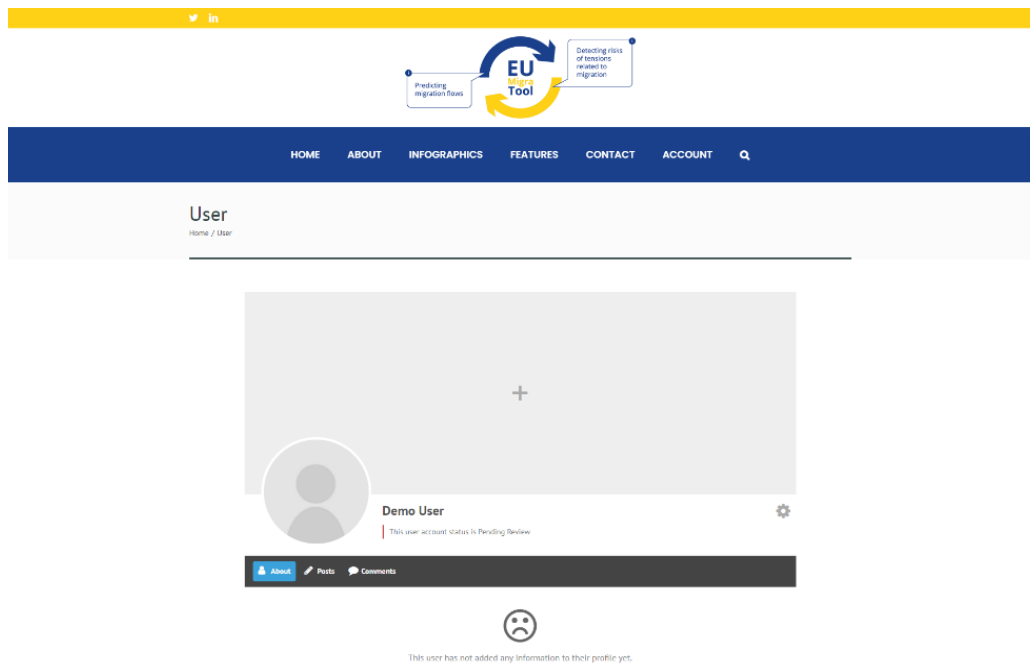 Predicting
migration flows
EU
Migra
Tool
Detecting risks
of tensions
related to
migration
HOME ABOUT INFOGRAPHICS FEATURES CONTACT ACCOUNT
User
Home / User
Demo User
This user account status is Pending Review
About Posts Comments
This user has not added any information to their profile yet.